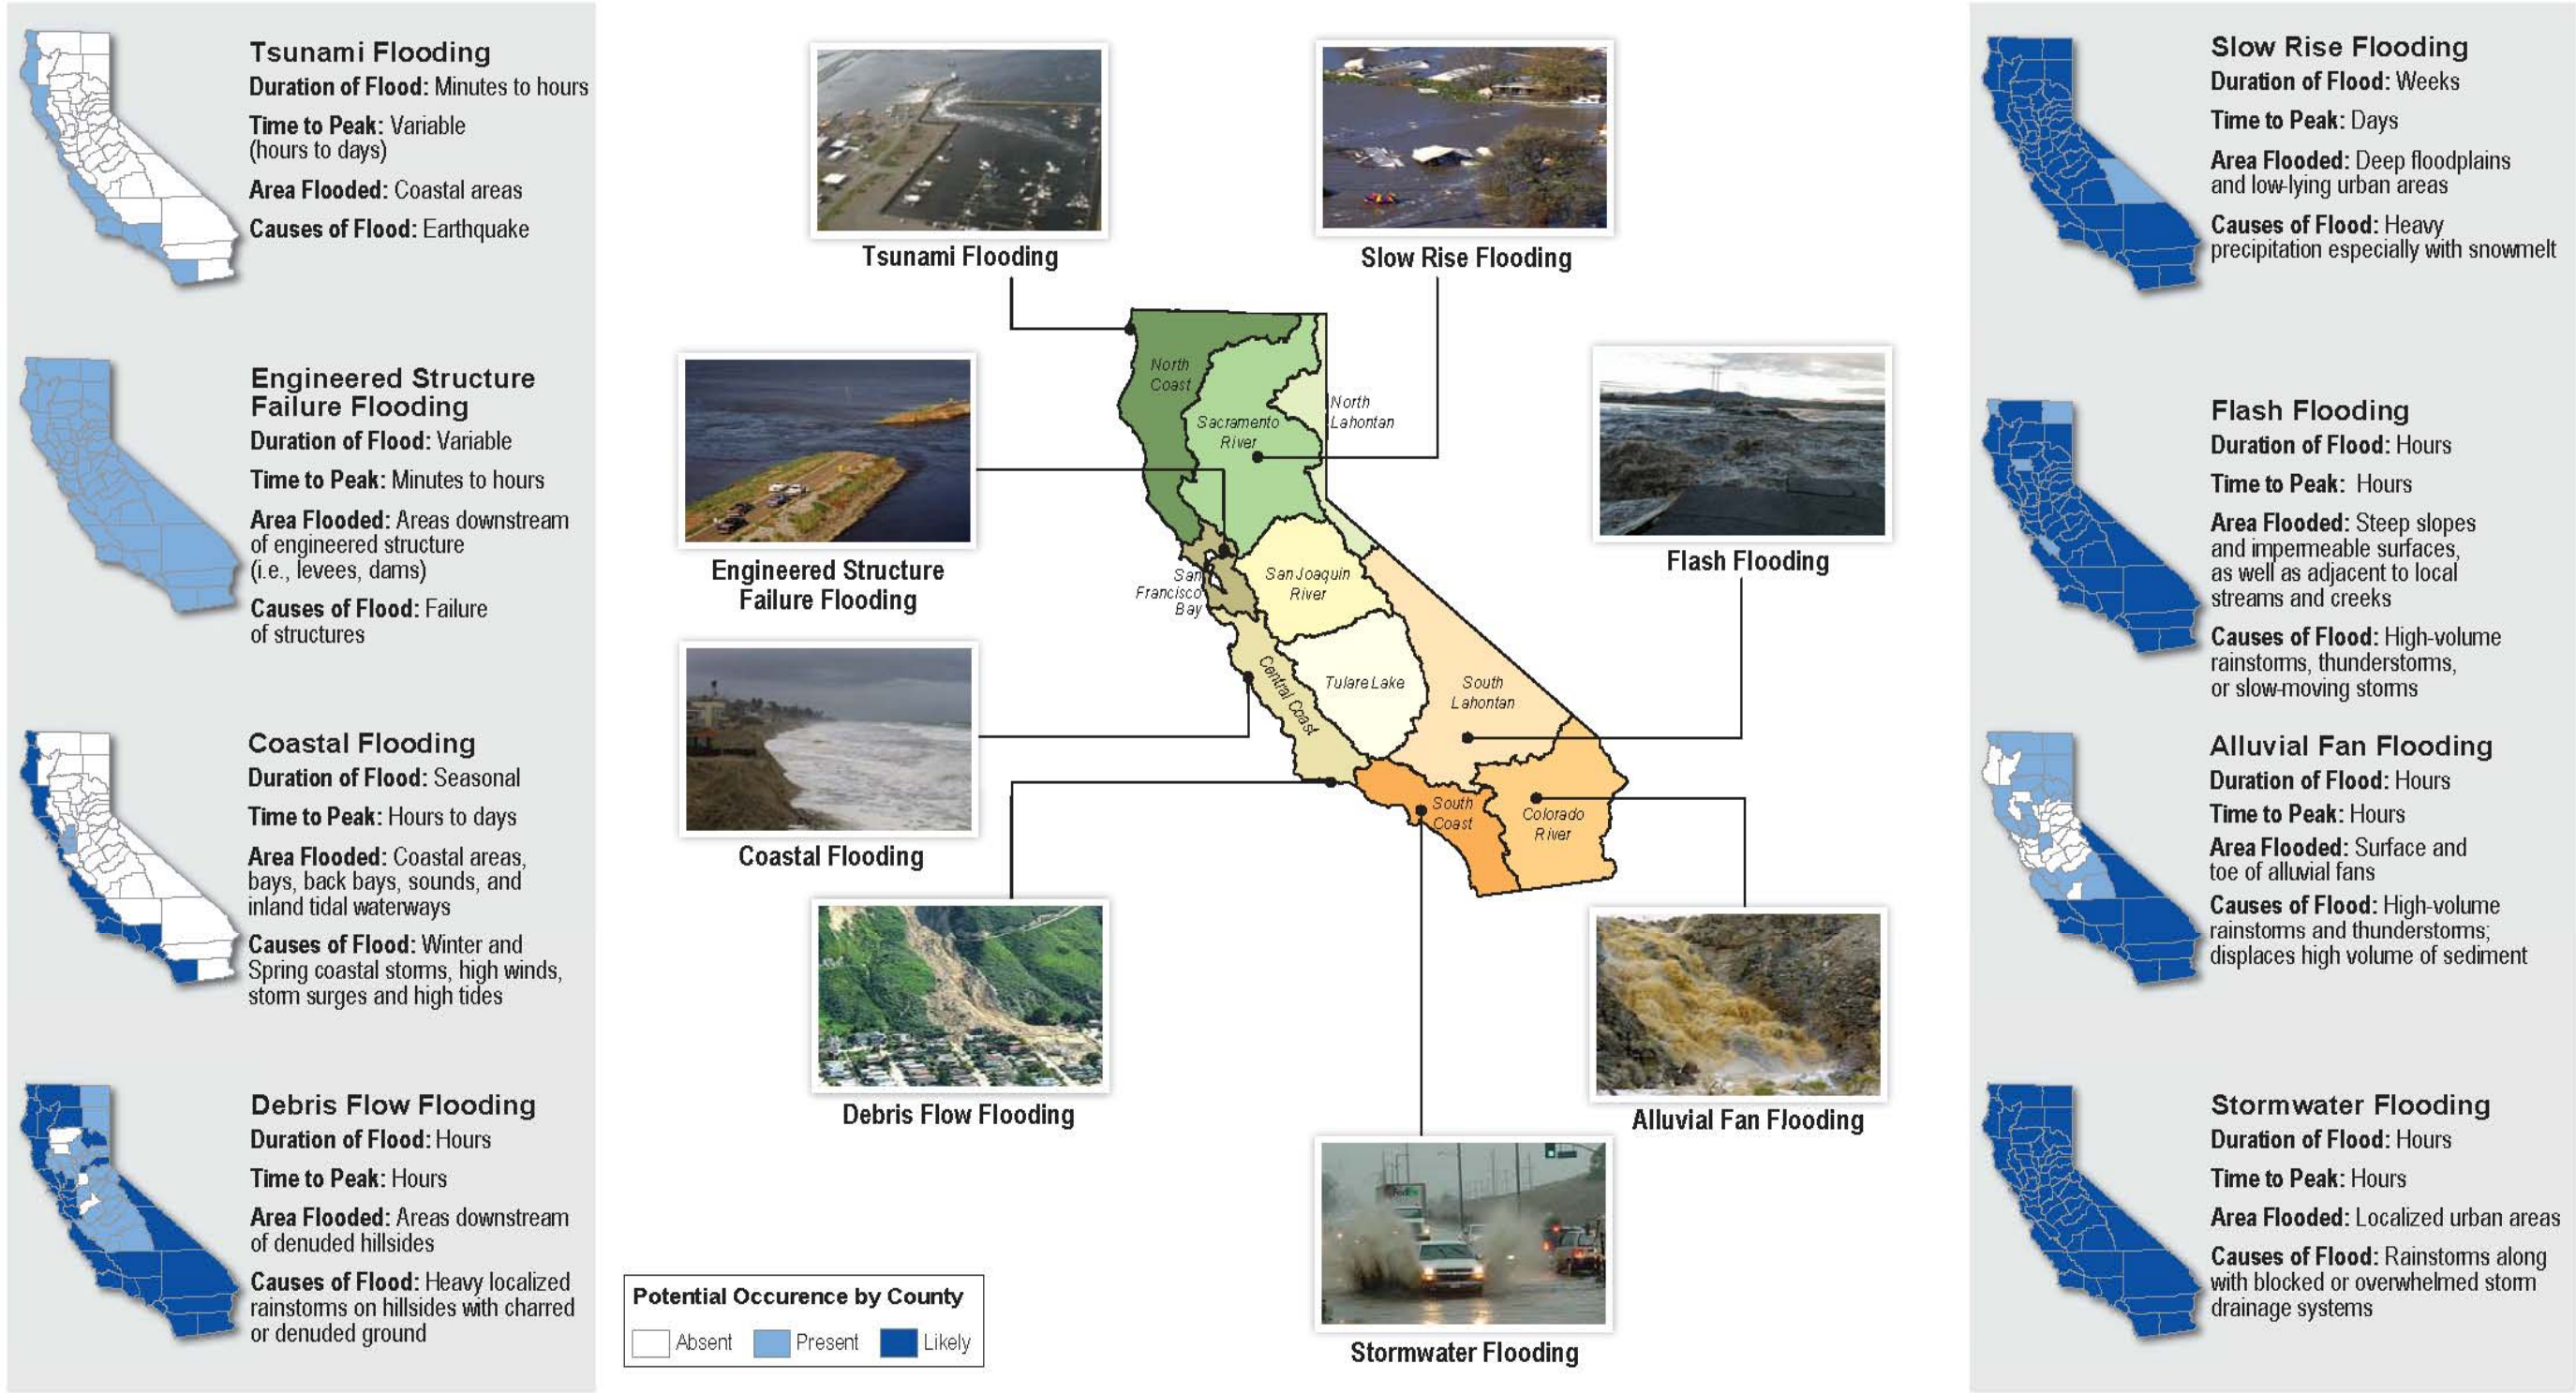 Tsunami Flooding
Duration of Flood: Minutes to hours
Time to Peak: Variable
(hours to days)
Area Flooded: Coastal areas
Causes of Flood: Earthquake
Engineered Structure
Failure Flooding
Duration of Flood: Variable
Time to Peak: Minutes to hours
Area Flooded: Areas downstream
of engineered structure
(i.e., levees, dams)
Causes of Flood: Failure
of structures
Coastal Flooding
Duration of Flood: Seasonal
Time to Peak: Hours to days
Area Flooded: Coastal areas,
bays, back bays, sounds, and
inland tidal waterways
Causes of Flood: Winter and
Spring coastal storms, high winds,
storm surges and high tides
Debris Flow Flooding
Duration of Flood: Hours
Time to Peak: Hours
Area Flooded: Areas downstream
of denuded hillsides
Causes of Flood: Heavy localized
rainstorms on hillsides with charred
or denuded ground
Tsunami Flooding
Slow Rise Flooding
Engineered Structure
Failure Flooding
Flash Flooding
Coastal Flooding
Debris Flow Flooding
Alluvial Fan Flooding
FedEx
Stormwater Flooding
North
Coast
Sacramento
River
North
Lahontan
San
Francisco
Bay
San Joaquin
River
Central Coast
Tulare Lake
South
Lahontan
South
Coast
Colorado
River
Potential Occurence by County
Absent
Present
Likely
Slow Rise Flooding
Duration of Flood: Weeks
Time to Peak: Days
Area Flooded: Deep floodplains
and low-lying urban areas
Causes of Flood: Heavy
precipitation especially with snowmelt
Flash Flooding
Duration of Flood: Hours
Time to Peak: Hours
Area Flooded: Steep slopes
and impermeable surfaces,
as well as adjacent to local
streams and creeks
Causes of Flood: High-volume
rainstorms, thunderstorms,
or slow-moving storms
Alluvial Fan Flooding
Duration of Flood: Hours
Time to Peak: Hours
Area Flooded: Surface and
toe of alluvial fans
Causes of Flood: High-volume
rainstorms and thunderstorms;
displaces high volume of sediment
Stormwater Flooding
Duration of Flood: Hours
Time to Peak: Hours
Area Flooded: Localized urban areas
Causes of Flood: Rainstorms along
with blocked or overwhelmed storm
drainage systems